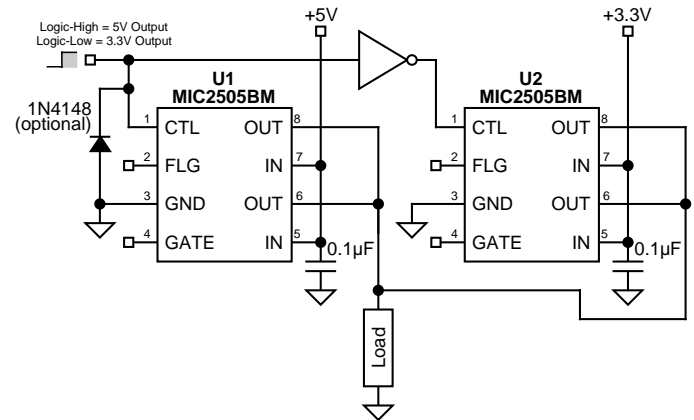 Logic-High = 5V Output
Logic-Low = 3.3V Output
+5V
+3.3V
U1
MIC2505BM
U2
MIC2505BM
1N4148
(optional)
1 CTL OUT 8
2 FLG IN 7
3 GND OUT 6
4 GATE IN 5
0.1µF
1 CTL OUT 8
2 FLG IN 7
3 GND OUT 6
4 GATE IN 5
0.1µF
Load